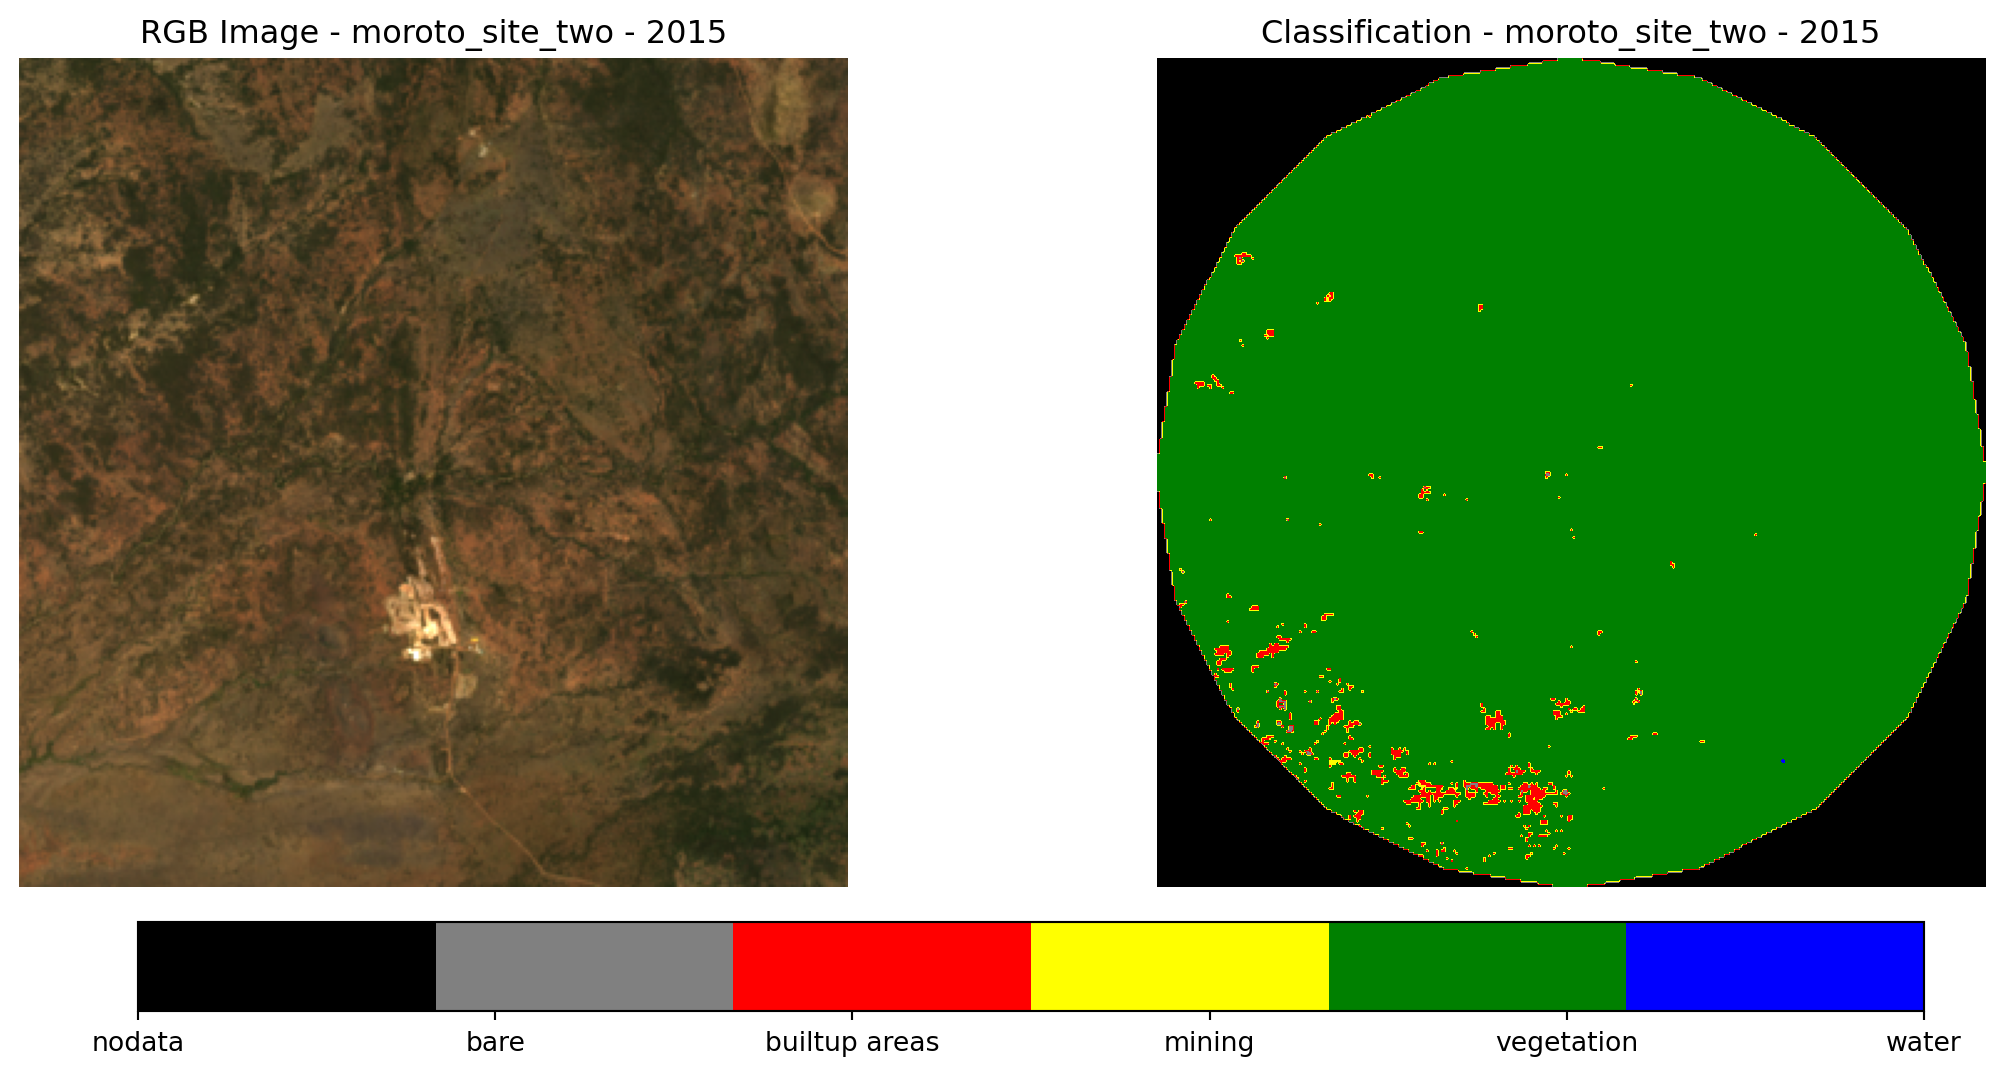 RGB Image - moroto_site_two - 2015
Classification - moroto_site_two - 2015
nodata
bare
builtup areas
mining
vegetation
water